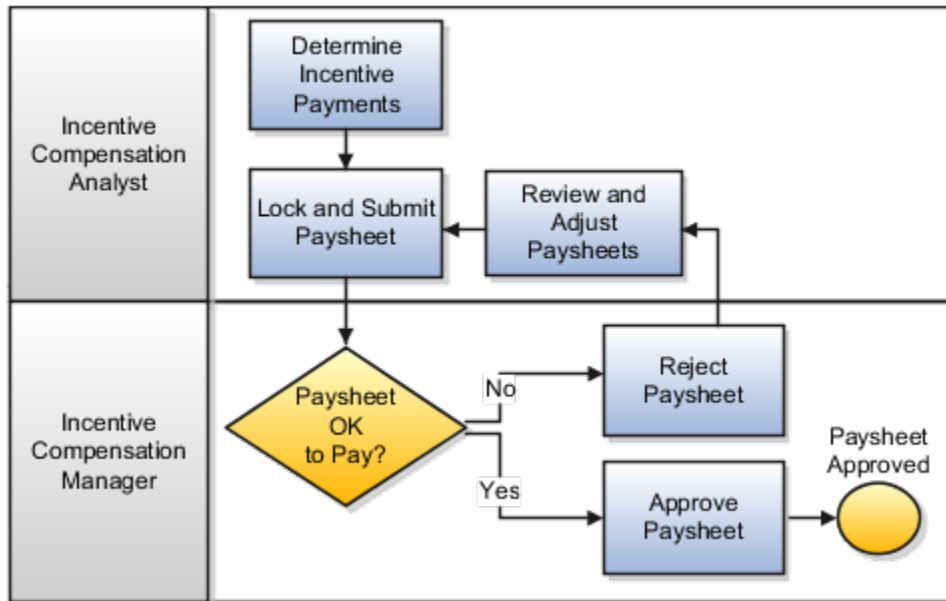 Incentive
Compensation
Analyst
Determine
Incentive
Payments
Lock and Submit
Paysheet
Review and
Adjust
Paysheets
Incentive
Compensation
Manager
Paysheet
OK
to Pay?
No
Reject
Paysheet
Yes
Approve
Paysheet
Paysheet
Approved